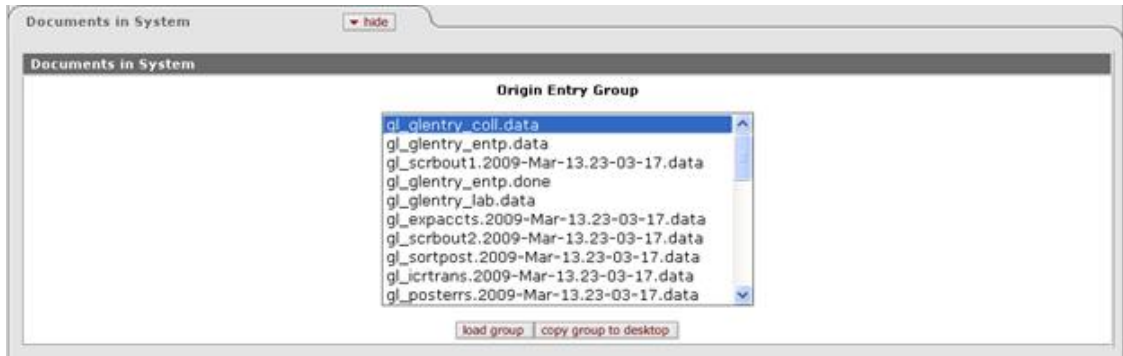 Documents in System
hide
Documents in System
Origin Entry Group
gl_glentry_coll.data
gl_glentry_entp.data
gl_scrbout1.2009-Mar-13.23-03-17.data
gl_glentry_entp.done
gl_glentry_lab.data
gl_expaccts.2009-Mar-13.23-03-17.data
gl_scrbout2.2009-Mar-13.23-03-17.data
gl_sortpost.2009-Mar-13.23-03-17.data
gl_icrtrans.2009-Mar-13.23-03-17.data
gl_posterrs.2009-Mar-13.23-03-17.data
load group copy group to desktop